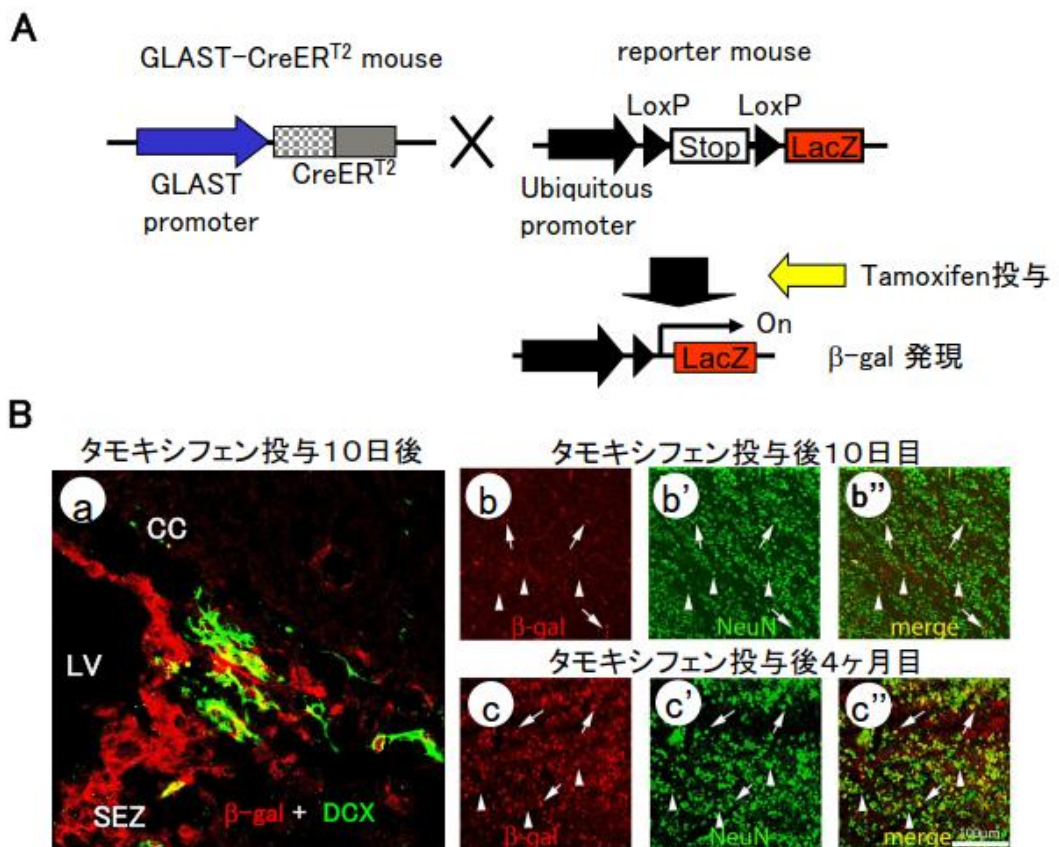 A
GLAST-CreERT2 mouse
reporter mouse
LoxP LoxP
Stop LacZ
CreERT2
GLAST
promoter
Ubiquitous
promoter
Tamoxifen投与
On
LacZ
β-gal 発現
B
タモキシフェン投与10日後
a
CC
LV
SEZ
β-gal + DCX
タモキシフェン投与後10日目
b b' b"
β-gal NeuN merge
タモキシフェン投与後4ヶ月目
c c' c"
β-gal NeuN merge
100μm